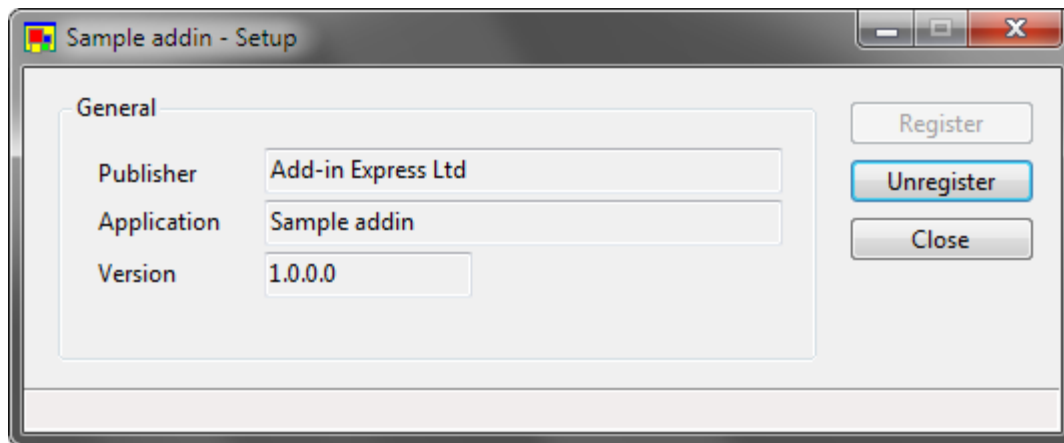 Sample addin - Setup
General
Publisher Add-in Express Ltd
Application Sample addin
Version 1.0.0.0
Register
Unregister
Close